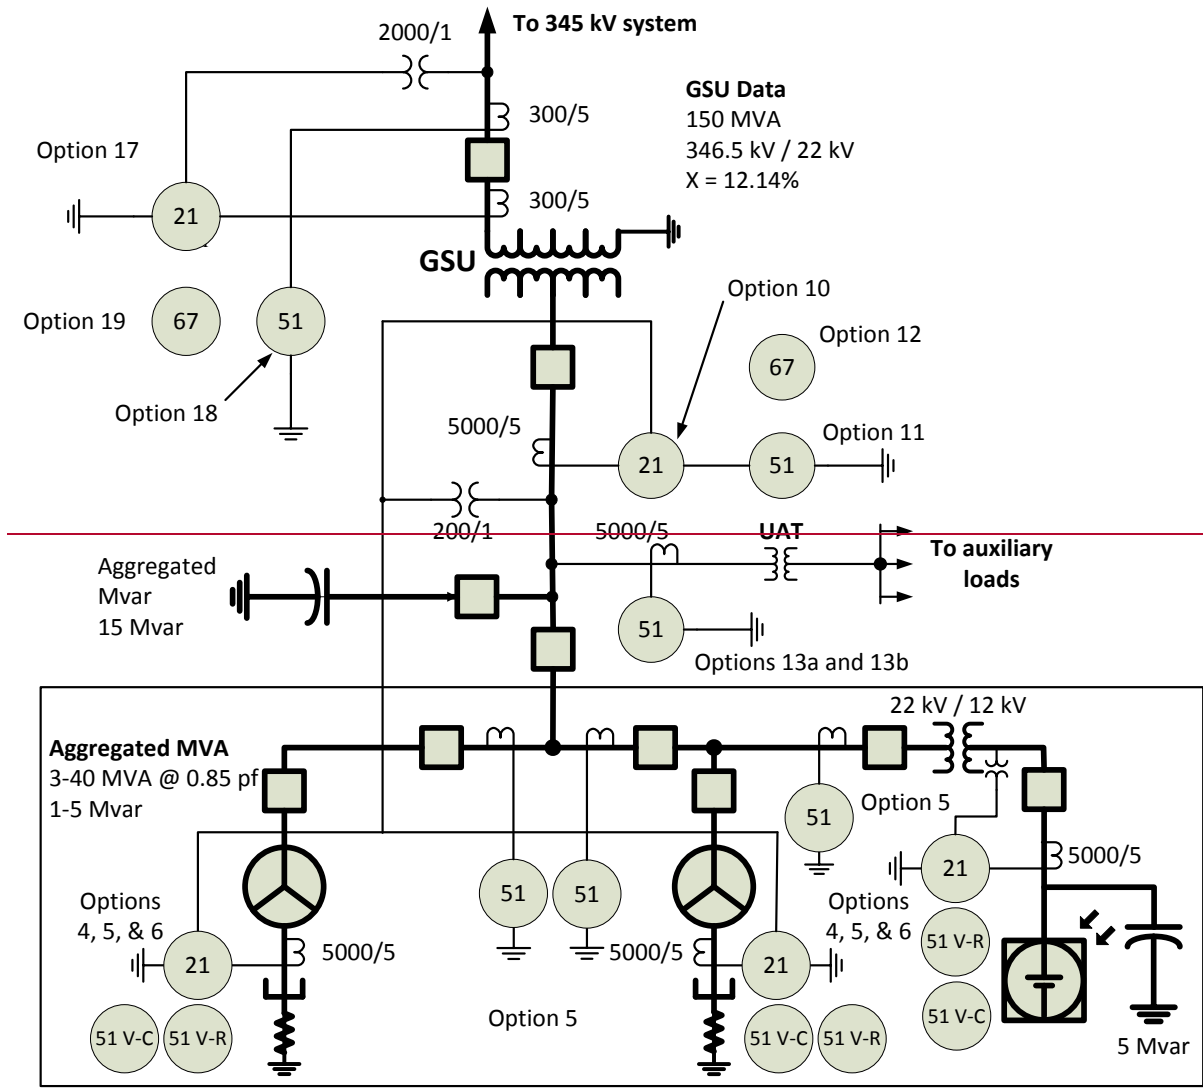 To 345 kV system
2000/1
GSU Data
150 MVA
346.5 kV / 22 kV
X = 12.14%
300/5
Option 17
300/5
21
GSU
Option 10
Option 19
67
51
Option 12
67
Option 18
5000/5
Option 11
21
51
200/1
5000/5
UAT
To auxiliary
loads
Aggregated
Mvar
15 Mvar
51
Options 13a and 13b
22 kV / 12 kV
Aggregated MVA
3-40 MVA @ 0.85 pf
1-5 Mvar
Option 5
51
21
5000/5
51
51
Options
4, 5, & 6
Options
4, 5, & 6
51 V-R
21
5000/5
5000/5
21
Option 5
51 V-C
51 V-C
51 V-R
51 V-C
51 V-R
5 Mvar